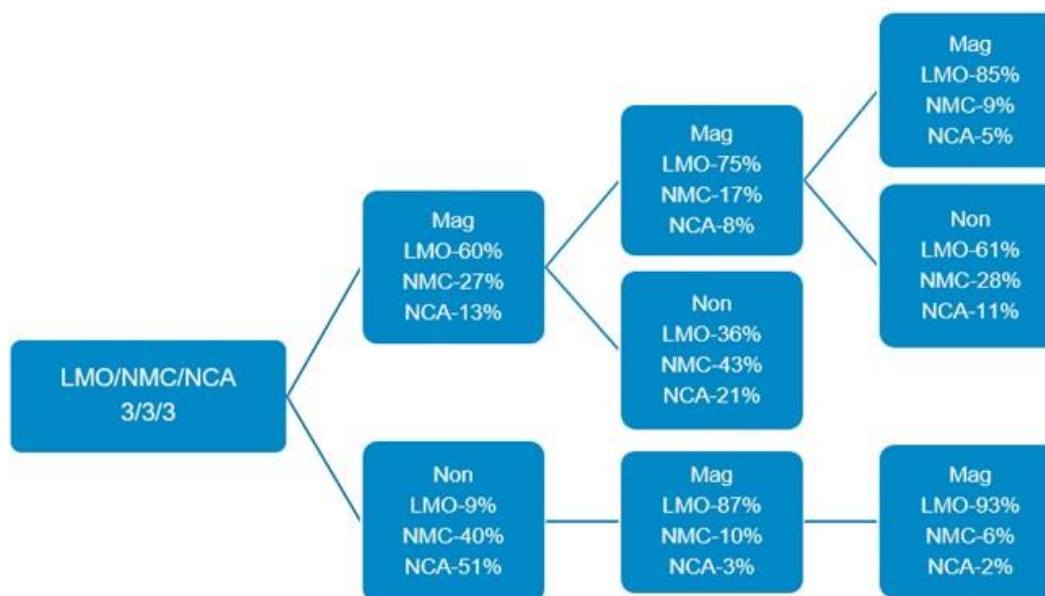 LMO/NMC/NCA
3/3/3
Mag
LMO-60%
NMC-27%
NCA-13%
Non
LMO-9%
NMC-40%
NCA-51%
Mag
LMO-75%
NMC-17%
NCA-8%
Non
LMO-36%
NMC-43%
NCA-21%
Mag
LMO-87%
NMC-10%
NCA-3%
Mag
LMO-85%
NMC-9%
NCA-5%
Non
LMO-61%
NMC-28%
NCA-11%
Mag
LMO-93%
NMC-6%
NCA-2%